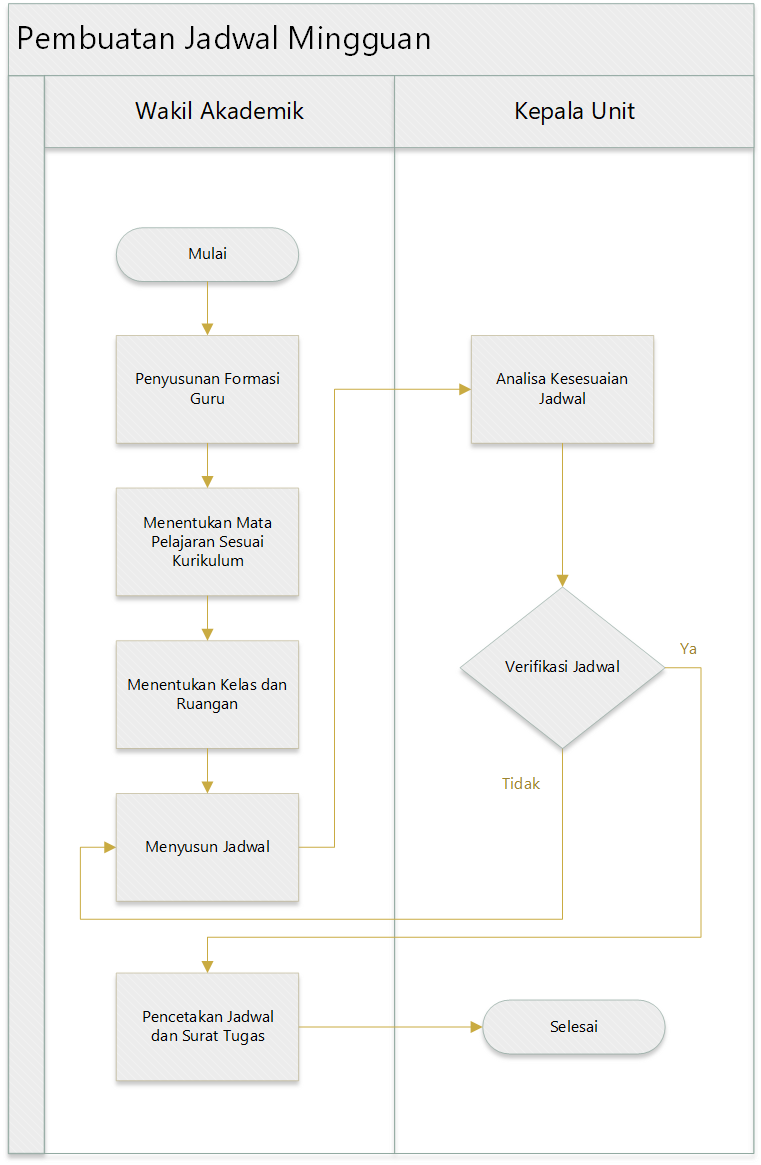 Pembuatan Jadwal Mingguan
Wakil Akademik
Kepala Unit
Mulai
Penyusunan Formasi
Guru
Menentukan Mata
Pelajaran Sesuai
Kurikulum
Menentukan Kelas dan
Ruangan
Menyusun Jadwal
Analisa Kesesuaian
Jadwal
Verifikasi Jadwal
Ya
Tidak
Pencetakan Jadwal
dan Surat Tugas
Selesai